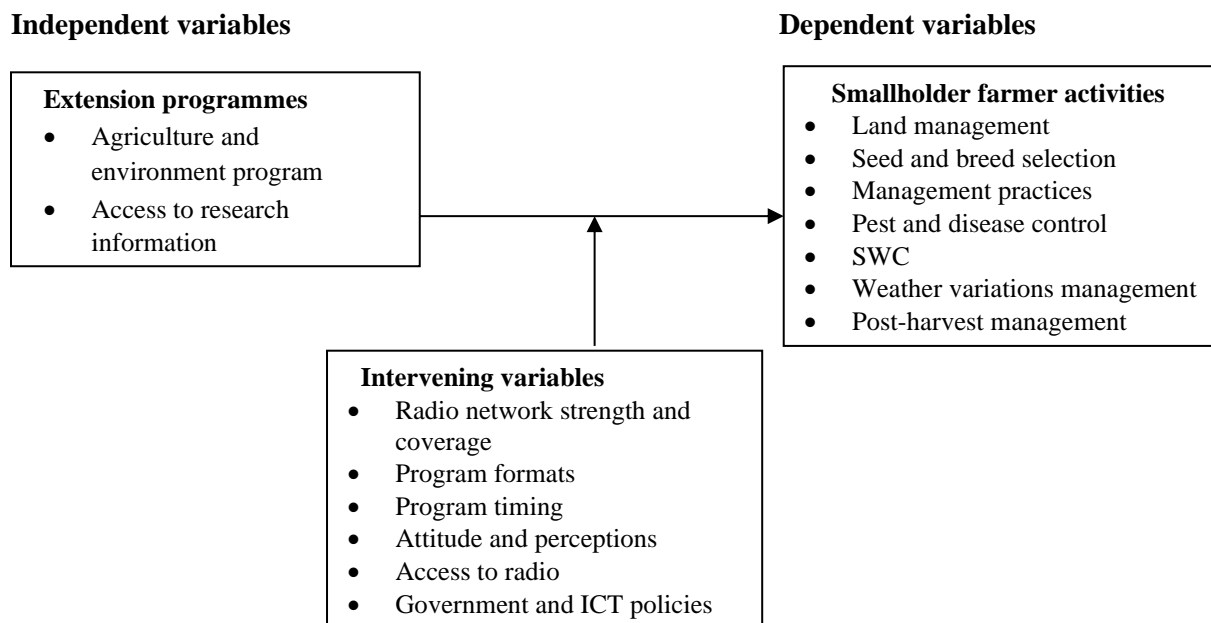 Independent variables
Dependent variables
Extension programmes
• Agriculture and
environment program
• Access to research
information
Smallholder farmer activities
• Land management
• Seed and breed selection
• Management practices
• Pest and disease control
• SWC
• Weather variations management
• Post-harvest management
Intervening variables
• Radio network strength and
coverage
• Program formats
• Program timing
• Attitude and perceptions
• Access to radio
• Government and ICT policies